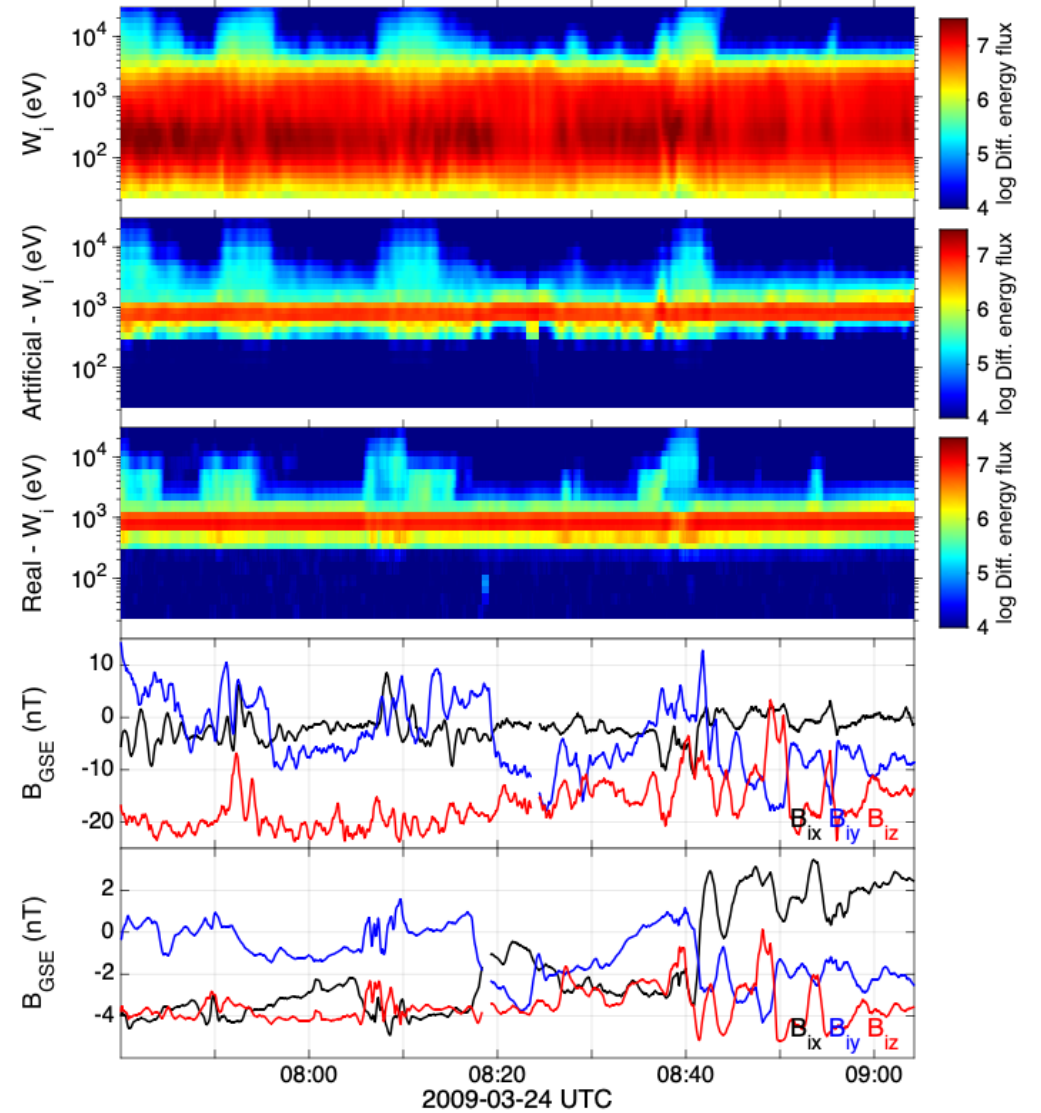 10⁴
10³
10²
Wᵢ (eV)
7
6
5
4
log Diff. energy flux
10⁴
10³
10²
Artificial - Wᵢ (eV)
7
6
5
4
log Diff. energy flux
10⁴
10³
10²
Real - Wᵢ (eV)
7
6
5
4
log Diff. energy flux
10
0
-10
-20
B_GSE (nT)
B_ix B_iy B_iz
2
0
-2
-4
B_GSE (nT)
B_ix B_iy B_iz
08:00 08:20 08:40 09:00
2009-03-24 UTC